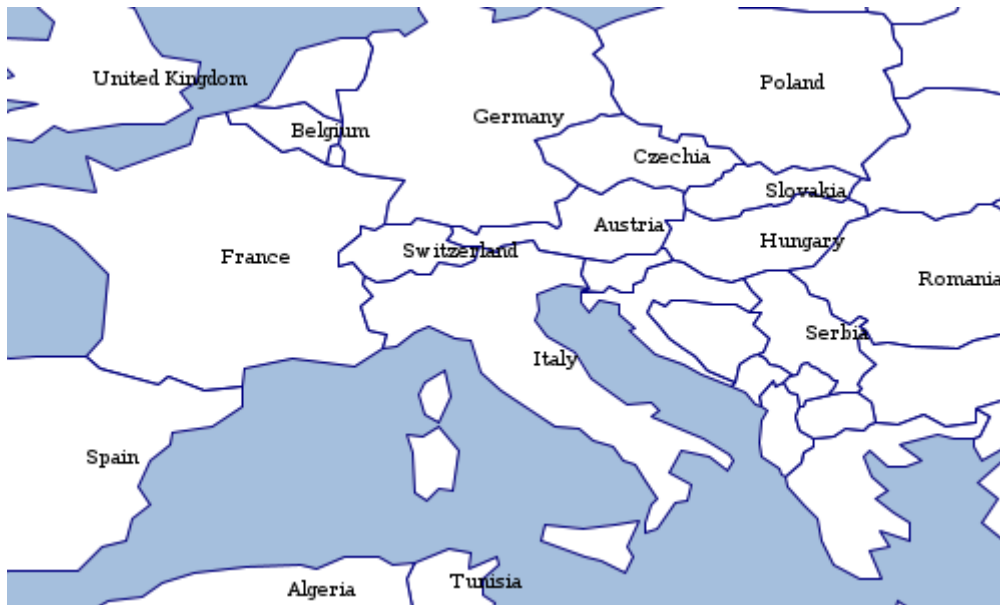 United Kingdom
Poland
Germany
Belgium
Czechia
Slovakia
Austria
Hungary
Switzerland
France
Romania
Serbia
Italy
Spain
Tunisia
Algeria